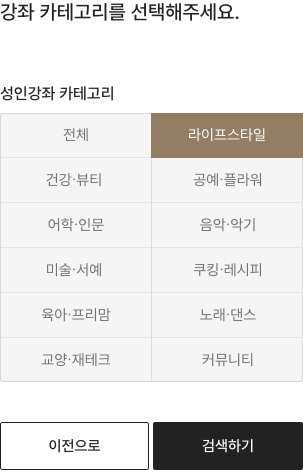 강좌 카테고리를 선택해주세요.
성인강좌 카테고리
전체
라이프스타일
건강·뷰티
공예·플라워
어학·인문
음악·악기
미술·서예
쿠킹·레시피
육아·프리맘
노래·댄스
교양·재테크
커뮤니티
이전으로
검색하기